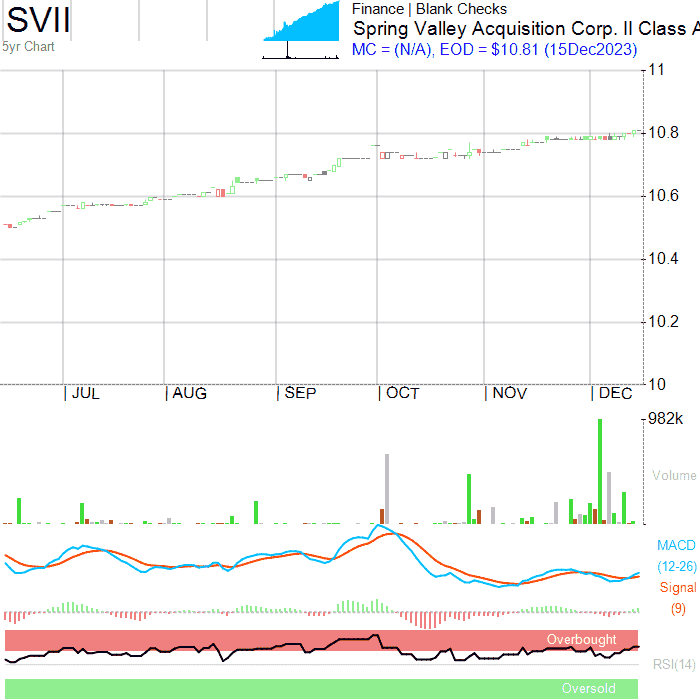 SVII
5yr Chart
Finance | Blank Checks
Spring Valley Acquisition Corp. II Class A
MC = (N/A), EOD = $10.81 (15Dec2023)
11
10.8
10.6
10.4
10.2
10
| JUL | AUG | SEP | OCT | NOV | DEC
982k
Volume
MACD
(12-26)
Signal
(9)
Overbought
RSI(14)
Oversold